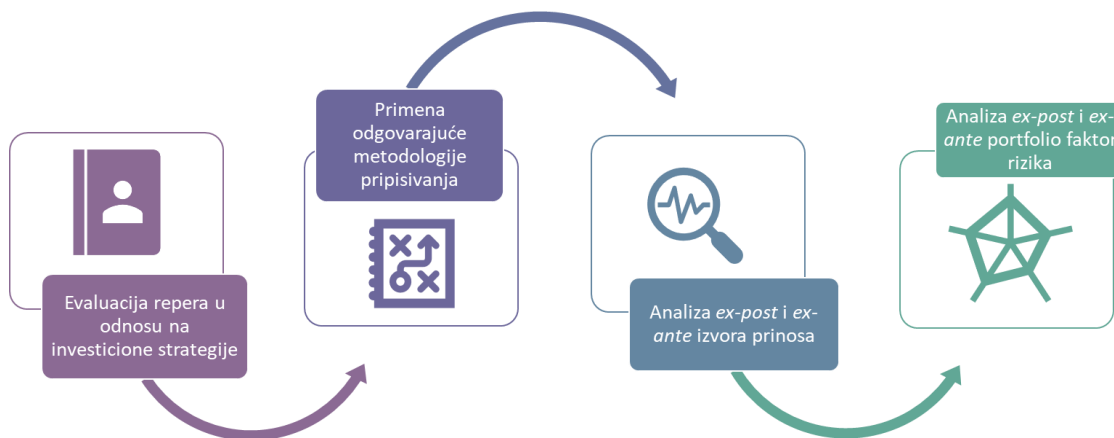 Evaluacija repera u
odnosu na
investicione strategije
Primena
odgovarajuće
metodologije
pripisivanja
Analiza ex-post i ex-
ante izvora prinosa
Analiza ex-post i ex-
ante portfolio faktor
rizika